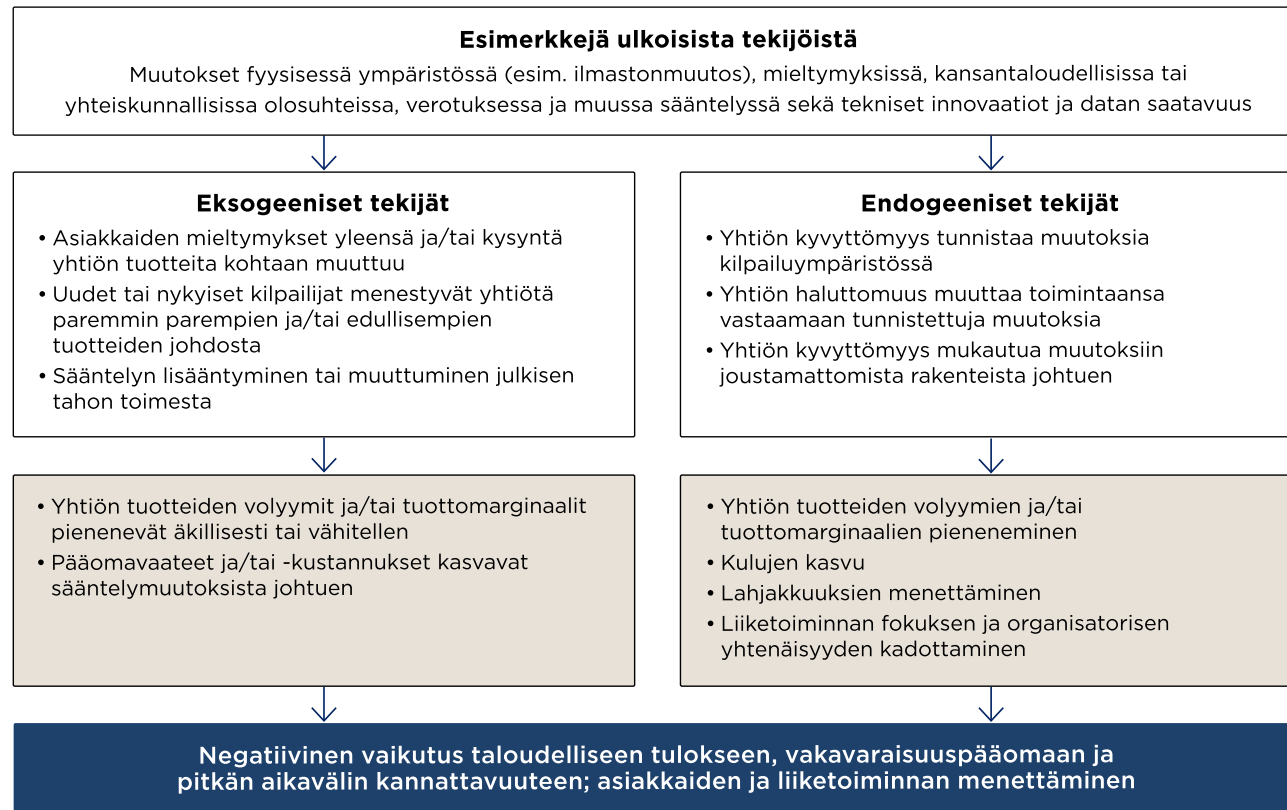 Esimerkkejä ulkoisista tekijöistä
Muutokset fyysisessä ympäristössä (esim. ilmastonmuutos), mieltymyksissä, kansantaloudellisissa tai
yhteiskunnallisissa olosuhteissa, verotuksessa ja muussa sääntelyssä sekä tekniset innovaatiot ja datan saatavuus
Eksogeeniset tekijät
• Asiakkaiden mieltymykset yleensä ja/tai kysyntä
yhtiön tuotteita kohtaan muuttuu
• Uudet tai nykyiset kilpailijat menestyvät yhtiötä
paremmin parempien ja/tai edullisempien
tuotteiden johdosta
• Sääntelyn lisääntyminen tai muuttuminen julkisen
tahon toimesta
Endogeeniset tekijät
• Yhtiön kyvyttömyys tunnistaa muutoksia
kilpailuympäristössä
• Yhtiön haluttomuus muuttaa toimintaansa
vastaamaan tunnistettuja muutoksia
• Yhtiön kyvyttömyys mukautua muutoksiin
joustamattomista rakenteista johtuen
• Yhtiön tuotteiden volyymit ja/tai tuottomarginaalit
pienenevät äkillisesti tai vähitellen
• Pääomavaateet ja/tai -kustannukset kasvavat
sääntelymuutoksista johtuen
• Yhtiön tuotteiden volyymien ja/tai
tuottomarginaalien pieneneminen
• Kulujen kasvu
• Lahjakkuuksien menettäminen
• Liiketoiminnan fokuksen ja organisatorisen
yhtenäisyyden kadottaminen
Negatiivinen vaikutus taloudelliseen tulokseen, vakavaraisuuspääomaan ja
pitkän aikavälin kannattavuuteen; asiakkaiden ja liiketoiminnan menettäminen